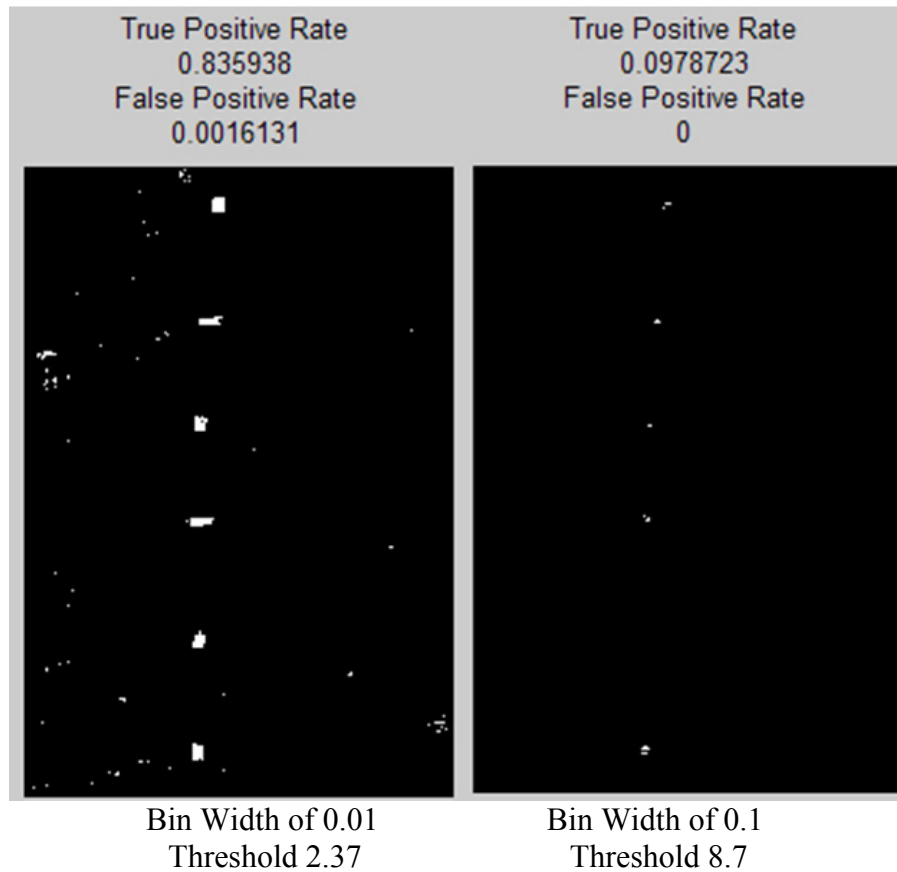 True Positive Rate
0.835938
False Positive Rate
0.0016131
True Positive Rate
0.0978723
False Positive Rate
0
Bin Width of 0.01
Threshold 2.37
Bin Width of 0.1
Threshold 8.7